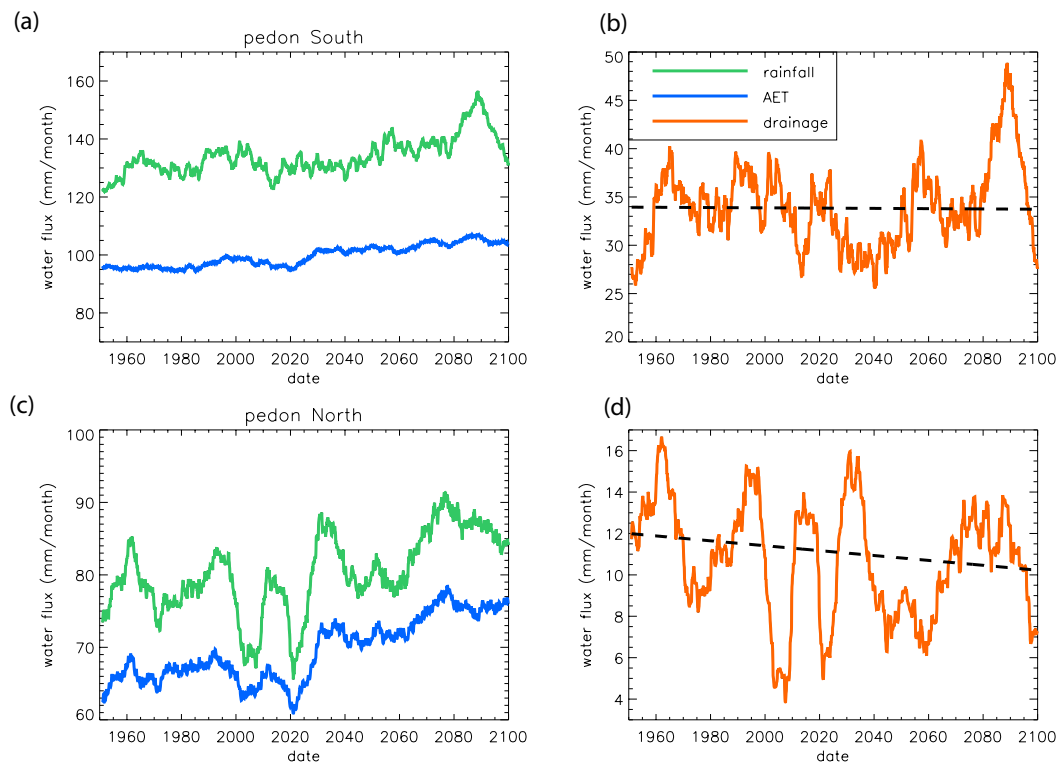 (a)
pedon South
water flux (mm/month)
160
140
120
100
80
1960 1980 2000 2020 2040 2060 2080 2100
date
(b)
water flux (mm/month)
50
45
40
35
30
25
20
rainfall
AET
drainage
1960 1980 2000 2020 2040 2060 2080 2100
date
(c)
pedon North
water flux (mm/month)
100
90
80
70
60
1960 1980 2000 2020 2040 2060 2080 2100
date
(d)
water flux (mm/month)
16
14
12
10
8
6
4
1960 1980 2000 2020 2040 2060 2080 2100
date